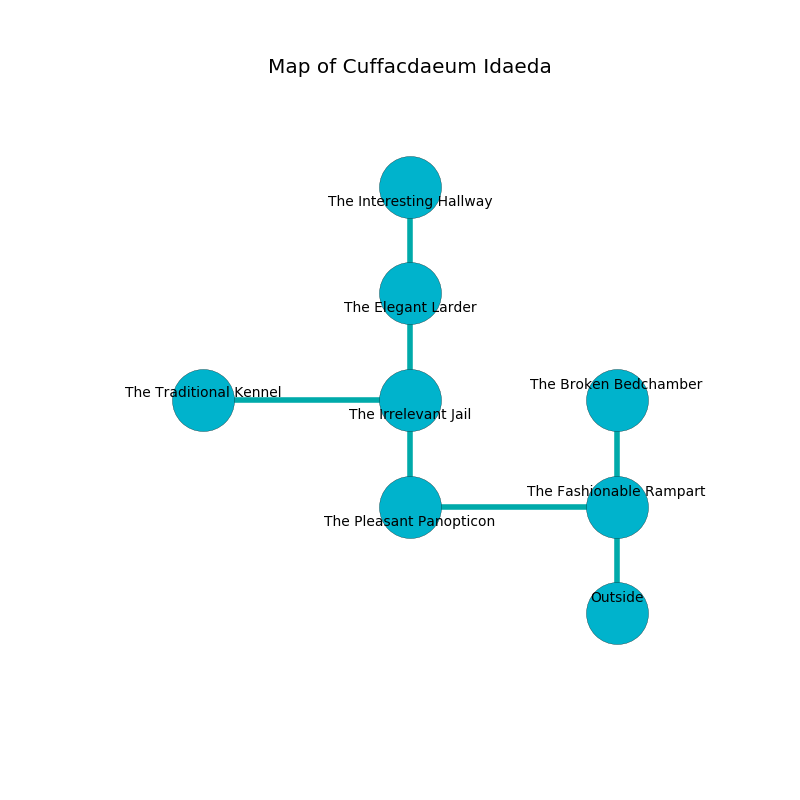 Map of Cuffacdaeum Idaeda
The Interesting Hallway
The Elegant Larder
The Traditional Kennel
The Broken Bedchamber
The Irrelevant Jail
The Fashionable Rampart
The Pleasant Panopticon
Outside